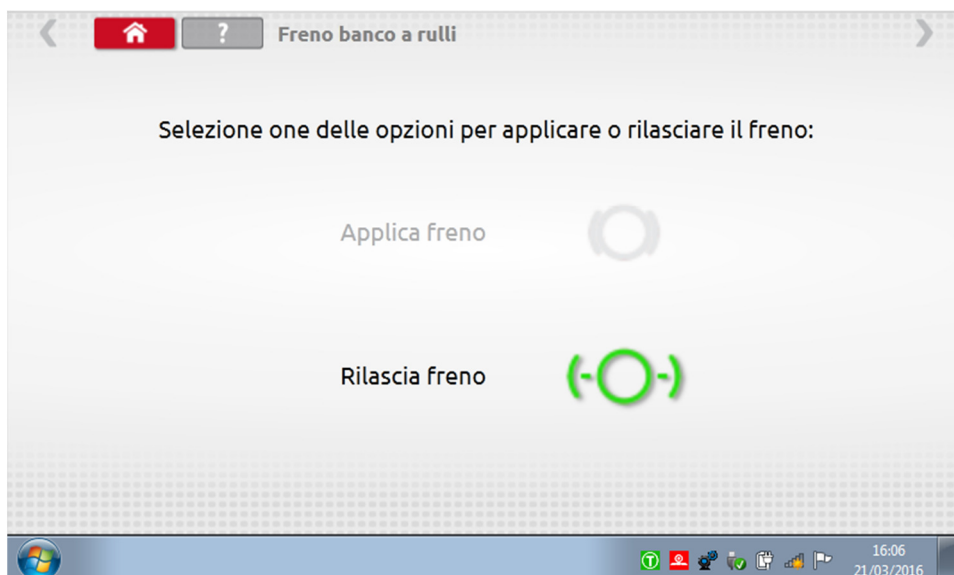 ? Freno banco a rulli
Selezione one delle opzioni per applicare o rilasciare il freno:
Applica freno
Rilascia freno
16:06
21/03/2016